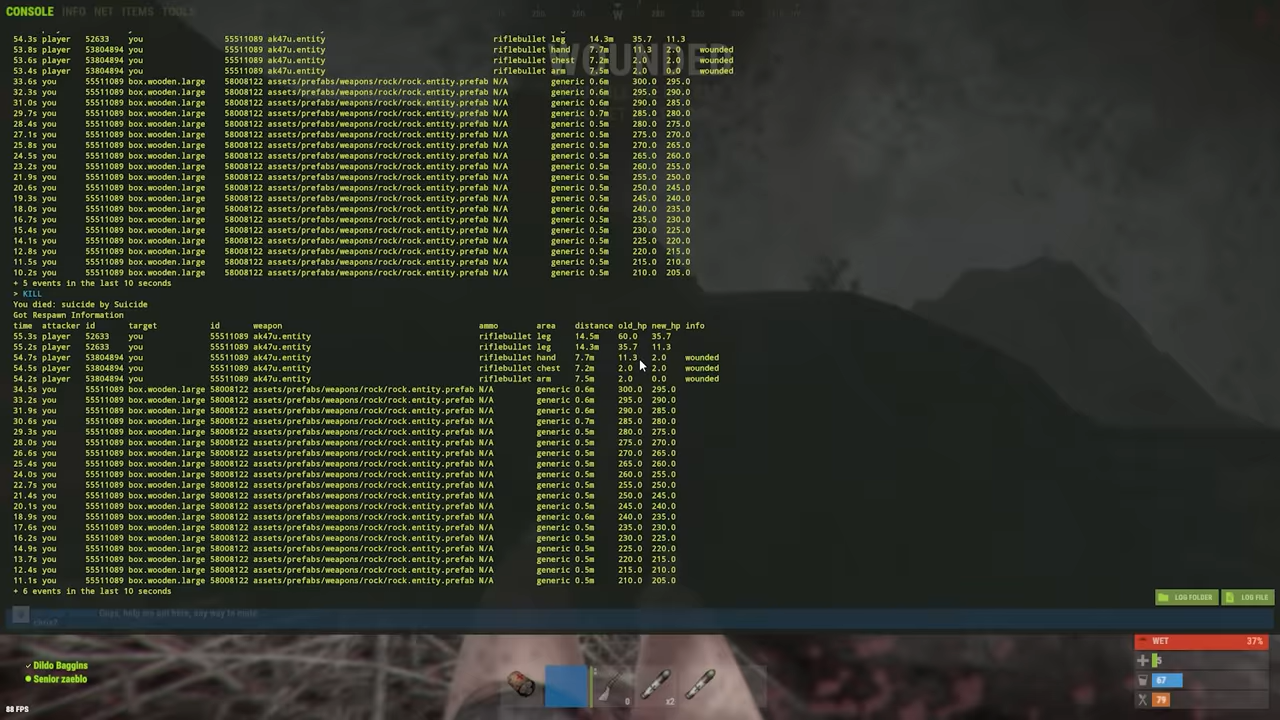 CONSOLE INFO NET ITEMS TOOLS
W
WOUNDED
54.3s player 52633 you 55511089 ak47u.entity riflebullet leg 14.3m 35.7 11.3
53.8s player 53804894 you 55511089 ak47u.entity riflebullet hand 7.7m 11.3 2.0 wounded
53.6s player 53804894 you 55511089 ak47u.entity riflebullet chest 7.2m 2.0 2.0 wounded
53.4s player 53804894 you 55511089 ak47u.entity riflebullet arm 7.5m 2.0 0.0 wounded
33.6s you 55511089 box.wooden.large 58008122 assets/prefabs/weapons/rock/rock.entity.prefab N/A generic 0.6m 300.0 295.0
32.3s you 55511089 box.wooden.large 58008122 assets/prefabs/weapons/rock/rock.entity.prefab N/A generic 0.6m 295.0 290.0
31.0s you 55511089 box.wooden.large 58008122 assets/prefabs/weapons/rock/rock.entity.prefab N/A generic 0.6m 290.0 285.0
29.7s you 55511089 box.wooden.large 58008122 assets/prefabs/weapons/rock/rock.entity.prefab N/A generic 0.7m 285.0 280.0
28.4s you 55511089 box.wooden.large 58008122 assets/prefabs/weapons/rock/rock.entity.prefab N/A generic 0.5m 280.0 275.0
27.1s you 55511089 box.wooden.large 58008122 assets/prefabs/weapons/rock/rock.entity.prefab N/A generic 0.5m 275.0 270.0
25.8s you 55511089 box.wooden.large 58008122 assets/prefabs/weapons/rock/rock.entity.prefab N/A generic 0.5m 270.0 265.0
24.5s you 55511089 box.wooden.large 58008122 assets/prefabs/weapons/rock/rock.entity.prefab N/A generic 0.5m 265.0 260.0
23.2s you 55511089 box.wooden.large 58008122 assets/prefabs/weapons/rock/rock.entity.prefab N/A generic 0.5m 260.0 255.0
21.9s you 55511089 box.wooden.large 58008122 assets/prefabs/weapons/rock/rock.entity.prefab N/A generic 0.5m 255.0 250.0
20.6s you 55511089 box.wooden.large 58008122 assets/prefabs/weapons/rock/rock.entity.prefab N/A generic 0.5m 250.0 245.0
19.3s you 55511089 box.wooden.large 58008122 assets/prefabs/weapons/rock/rock.entity.prefab N/A generic 0.5m 245.0 240.0
18.0s you 55511089 box.wooden.large 58008122 assets/prefabs/weapons/rock/rock.entity.prefab N/A generic 0.6m 240.0 235.0
16.7s you 55511089 box.wooden.large 58008122 assets/prefabs/weapons/rock/rock.entity.prefab N/A generic 0.5m 235.0 230.0
15.4s you 55511089 box.wooden.large 58008122 assets/prefabs/weapons/rock/rock.entity.prefab N/A generic 0.5m 230.0 225.0
14.1s you 55511089 box.wooden.large 58008122 assets/prefabs/weapons/rock/rock.entity.prefab N/A generic 0.5m 225.0 220.0
12.8s you 55511089 box.wooden.large 58008122 assets/prefabs/weapons/rock/rock.entity.prefab N/A generic 0.5m 220.0 215.0
11.5s you 55511089 box.wooden.large 58008122 assets/prefabs/weapons/rock/rock.entity.prefab N/A generic 0.5m 215.0 210.0
10.2s you 55511089 box.wooden.large 58008122 assets/prefabs/weapons/rock/rock.entity.prefab N/A generic 0.5m 210.0 205.0
+ 5 events in the last 10 seconds
> KILL
You died: suicide by Suicide
Got Respawn Information
time attacker id target id weapon ammo area distance old_hp new_hp info
55.3s player 52633 you 55511089 ak47u.entity riflebullet leg 14.5m 60.0 35.7
55.2s player 52633 you 55511089 ak47u.entity riflebullet leg 14.3m 35.7 11.3
54.7s player 53804894 you 55511089 ak47u.entity riflebullet hand 7.7m 11.3 2.0 wounded
54.5s player 53804894 you 55511089 ak47u.entity riflebullet chest 7.2m 2.0 2.0 wounded
54.2s player 53804894 you 55511089 ak47u.entity riflebullet arm 7.5m 2.0 0.0 wounded
34.5s you 55511089 box.wooden.large 58008122 assets/prefabs/weapons/rock/rock.entity.prefab N/A generic 0.6m 300.0 295.0
33.2s you 55511089 box.wooden.large 58008122 assets/prefabs/weapons/rock/rock.entity.prefab N/A generic 0.6m 295.0 290.0
31.9s you 55511089 box.wooden.large 58008122 assets/prefabs/weapons/rock/rock.entity.prefab N/A generic 0.6m 290.0 285.0
30.6s you 55511089 box.wooden.large 58008122 assets/prefabs/weapons/rock/rock.entity.prefab N/A generic 0.7m 285.0 280.0
29.3s you 55511089 box.wooden.large 58008122 assets/prefabs/weapons/rock/rock.entity.prefab N/A generic 0.5m 280.0 275.0
28.0s you 55511089 box.wooden.large 58008122 assets/prefabs/weapons/rock/rock.entity.prefab N/A generic 0.5m 275.0 270.0
26.6s you 55511089 box.wooden.large 58008122 assets/prefabs/weapons/rock/rock.entity.prefab N/A generic 0.5m 270.0 265.0
25.4s you 55511089 box.wooden.large 58008122 assets/prefabs/weapons/rock/rock.entity.prefab N/A generic 0.5m 265.0 260.0
24.0s you 55511089 box.wooden.large 58008122 assets/prefabs/weapons/rock/rock.entity.prefab N/A generic 0.5m 260.0 255.0
22.7s you 55511089 box.wooden.large 58008122 assets/prefabs/weapons/rock/rock.entity.prefab N/A generic 0.5m 255.0 250.0
21.4s you 55511089 box.wooden.large 58008122 assets/prefabs/weapons/rock/rock.entity.prefab N/A generic 0.5m 250.0 245.0
20.1s you 55511089 box.wooden.large 58008122 assets/prefabs/weapons/rock/rock.entity.prefab N/A generic 0.5m 245.0 240.0
18.9s you 55511089 box.wooden.large 58008122 assets/prefabs/weapons/rock/rock.entity.prefab N/A generic 0.6m 240.0 235.0
17.6s you 55511089 box.wooden.large 58008122 assets/prefabs/weapons/rock/rock.entity.prefab N/A generic 0.5m 235.0 230.0
16.2s you 55511089 box.wooden.large 58008122 assets/prefabs/weapons/rock/rock.entity.prefab N/A generic 0.5m 230.0 225.0
14.9s you 55511089 box.wooden.large 58008122 assets/prefabs/weapons/rock/rock.entity.prefab N/A generic 0.5m 225.0 220.0
13.7s you 55511089 box.wooden.large 58008122 assets/prefabs/weapons/rock/rock.entity.prefab N/A generic 0.5m 220.0 215.0
12.4s you 55511089 box.wooden.large 58008122 assets/prefabs/weapons/rock/rock.entity.prefab N/A generic 0.5m 215.0 210.0
11.1s you 55511089 box.wooden.large 58008122 assets/prefabs/weapons/rock/rock.entity.prefab N/A generic 0.5m 210.0 205.0
+ 6 events in the last 10 seconds
LOG FOLDER LOG FILE
WET 37%
5
67
79
Dildo Baggins
Senior zaeblo
0 x2
88 FPS